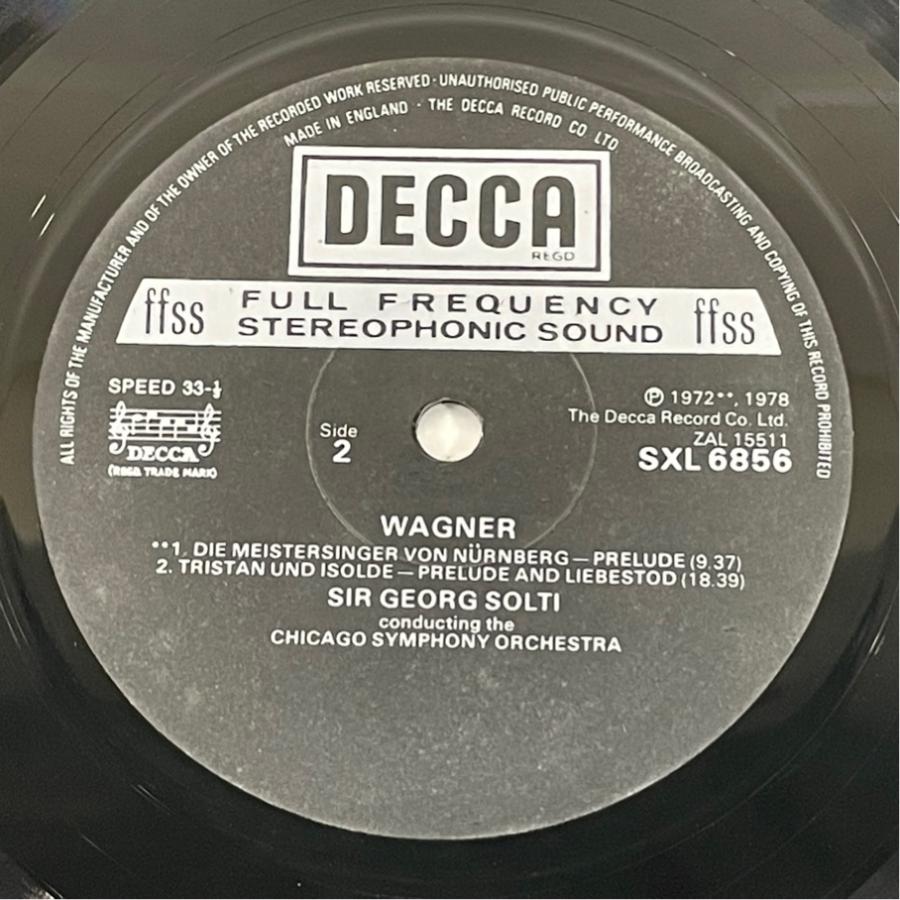 ALL RIGHTS OF THE MANUFACTURER AND OF THE OWNER OF THE RECORDED WORK RESERVED · UNAUTHORISED PUBLIC PERFORMANCE BROADCASTING AND COPYING OF THIS RECORD PROHIBITED
MADE IN ENGLAND · THE DECCA RECORD CO LTD
DECCA
REGD
ffss FULL FREQUENCY STEREOPHONIC SOUND ffss
SPEED 33-⅓
DECCA
(REGD. TRADE MARK)
Side
2
℗ 1972**, 1978
The Decca Record Co. Ltd.
ZAL 15511
SXL 6856
WAGNER
**1. DIE MEISTERSINGER VON NÜRNBERG — PRELUDE (9.37)
2. TRISTAN UND ISOLDE — PRELUDE AND LIEBESTOD (18.39)
SIR GEORG SOLTI
conducting the
CHICAGO SYMPHONY ORCHESTRA